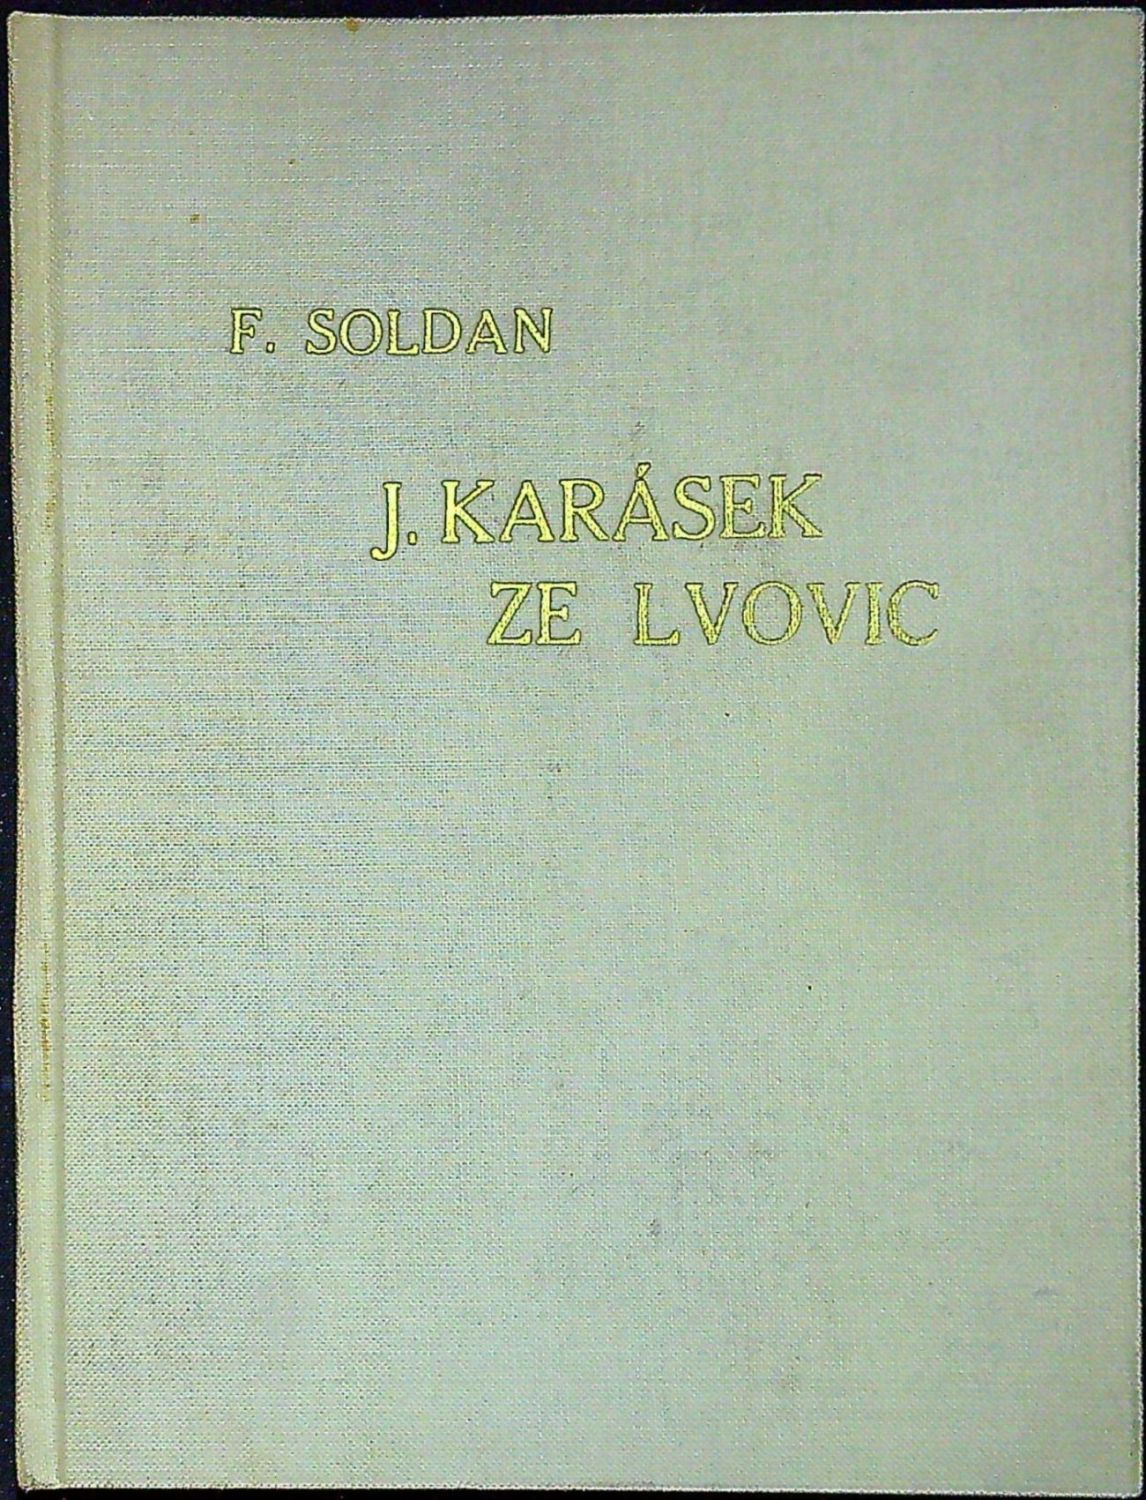 F. SOLDAN
J. KARÁSEK
ZE LVOVIC